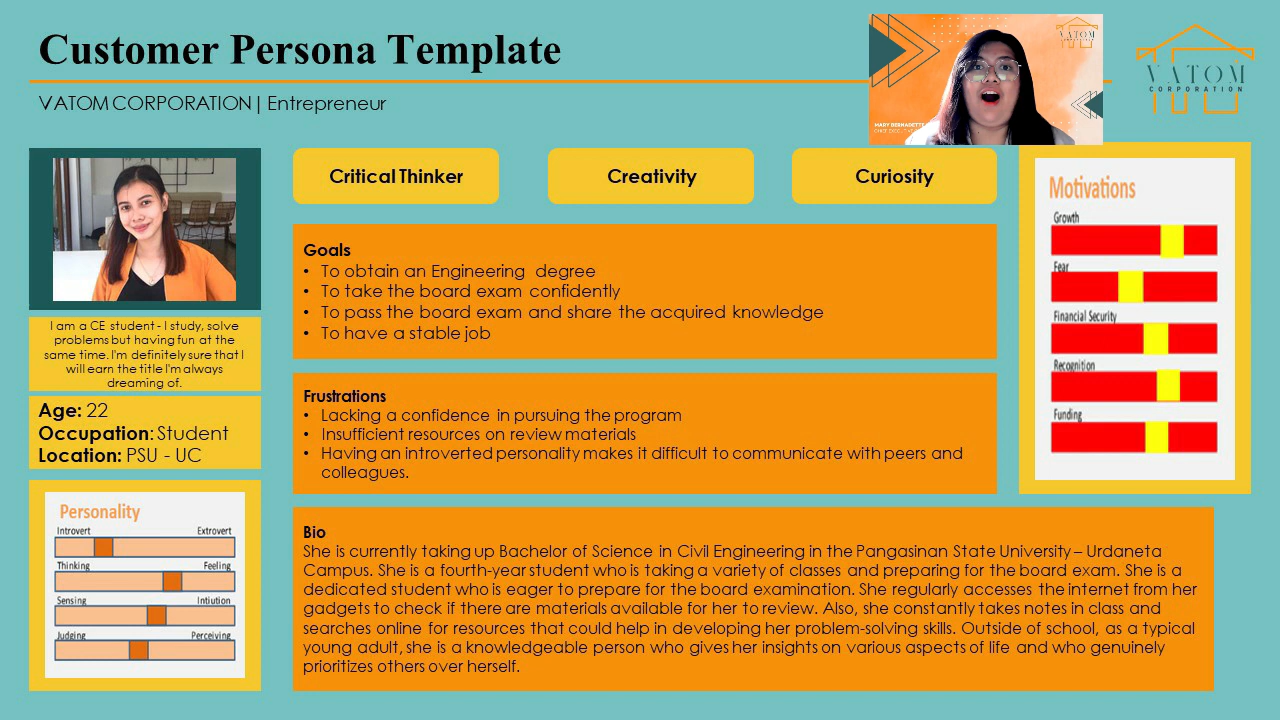 Customer Persona Template
VATOM CORPORATION | Entrepreneur
VATOM
MARY BERNADETTE
VATOM
CORPORATION
Critical Thinker
Creativity
Curiosity
I am a CE student - I study, solve
problems but having fun at the
same time. I'm definitely sure that I
will earn the title I'm always
dreaming of.
Age: 22
Occupation: Student
Location: PSU - UC
Personality
Introvert Extrovert
Thinking Feeling
Sensing Intiution
Judging Perceiving
Goals
• To obtain an Engineering degree
• To take the board exam confidently
• To pass the board exam and share the acquired knowledge
• To have a stable job
Frustrations
• Lacking a confidence in pursuing the program
• Insufficient resources on review materials
• Having an introverted personality makes it difficult to communicate with peers and
colleagues.
Motivations
Growth
Fear
Financial Security
Recognition
Funding
Bio
She is currently taking up Bachelor of Science in Civil Engineering in the Pangasinan State University – Urdaneta
Campus. She is a fourth-year student who is taking a variety of classes and preparing for the board exam. She is a
dedicated student who is eager to prepare for the board examination. She regularly accesses the internet from her
gadgets to check if there are materials available for her to review. Also, she constantly takes notes in class and
searches online for resources that could help in developing her problem-solving skills. Outside of school, as a typical
young adult, she is a knowledgeable person who gives her insights on various aspects of life and who genuinely
prioritizes others over herself.